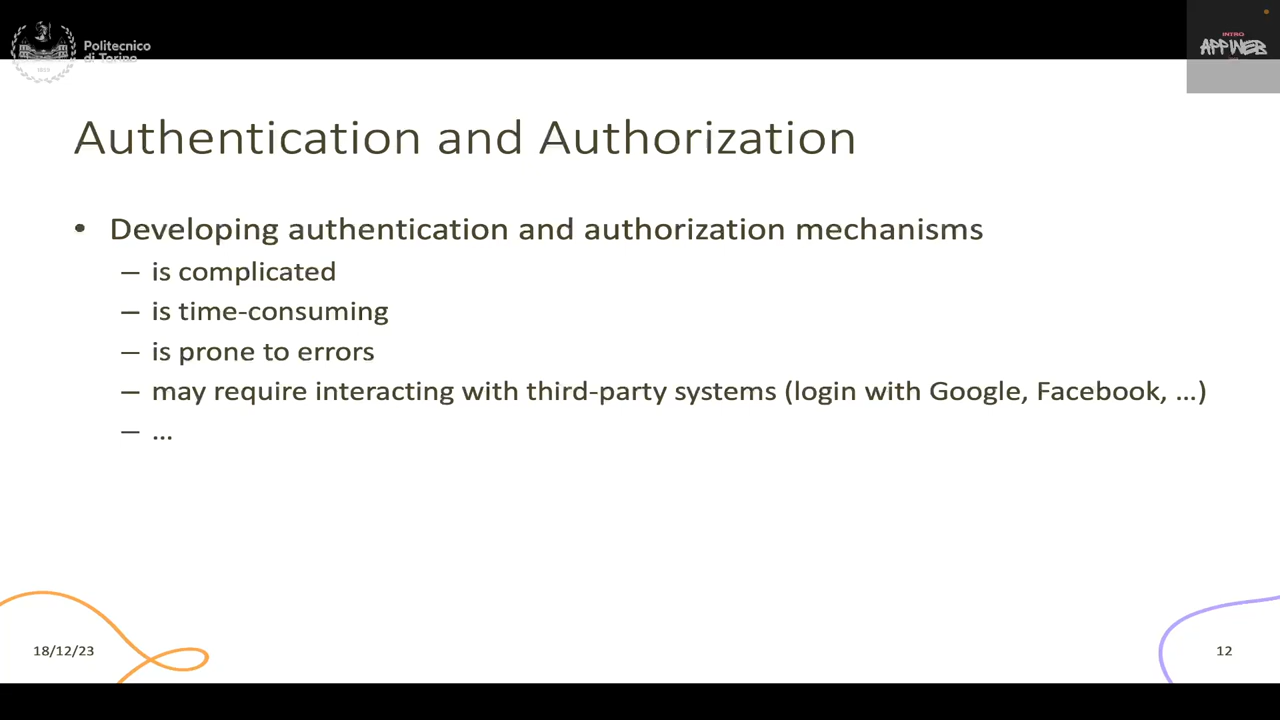 Politecnico
di Torino
1859
INTRO
APPWEB
Authentication and Authorization
• Developing authentication and authorization mechanisms
– is complicated
– is time-consuming
– is prone to errors
– may require interacting with third-party systems (login with Google, Facebook, ...)
– ...
18/12/23
12